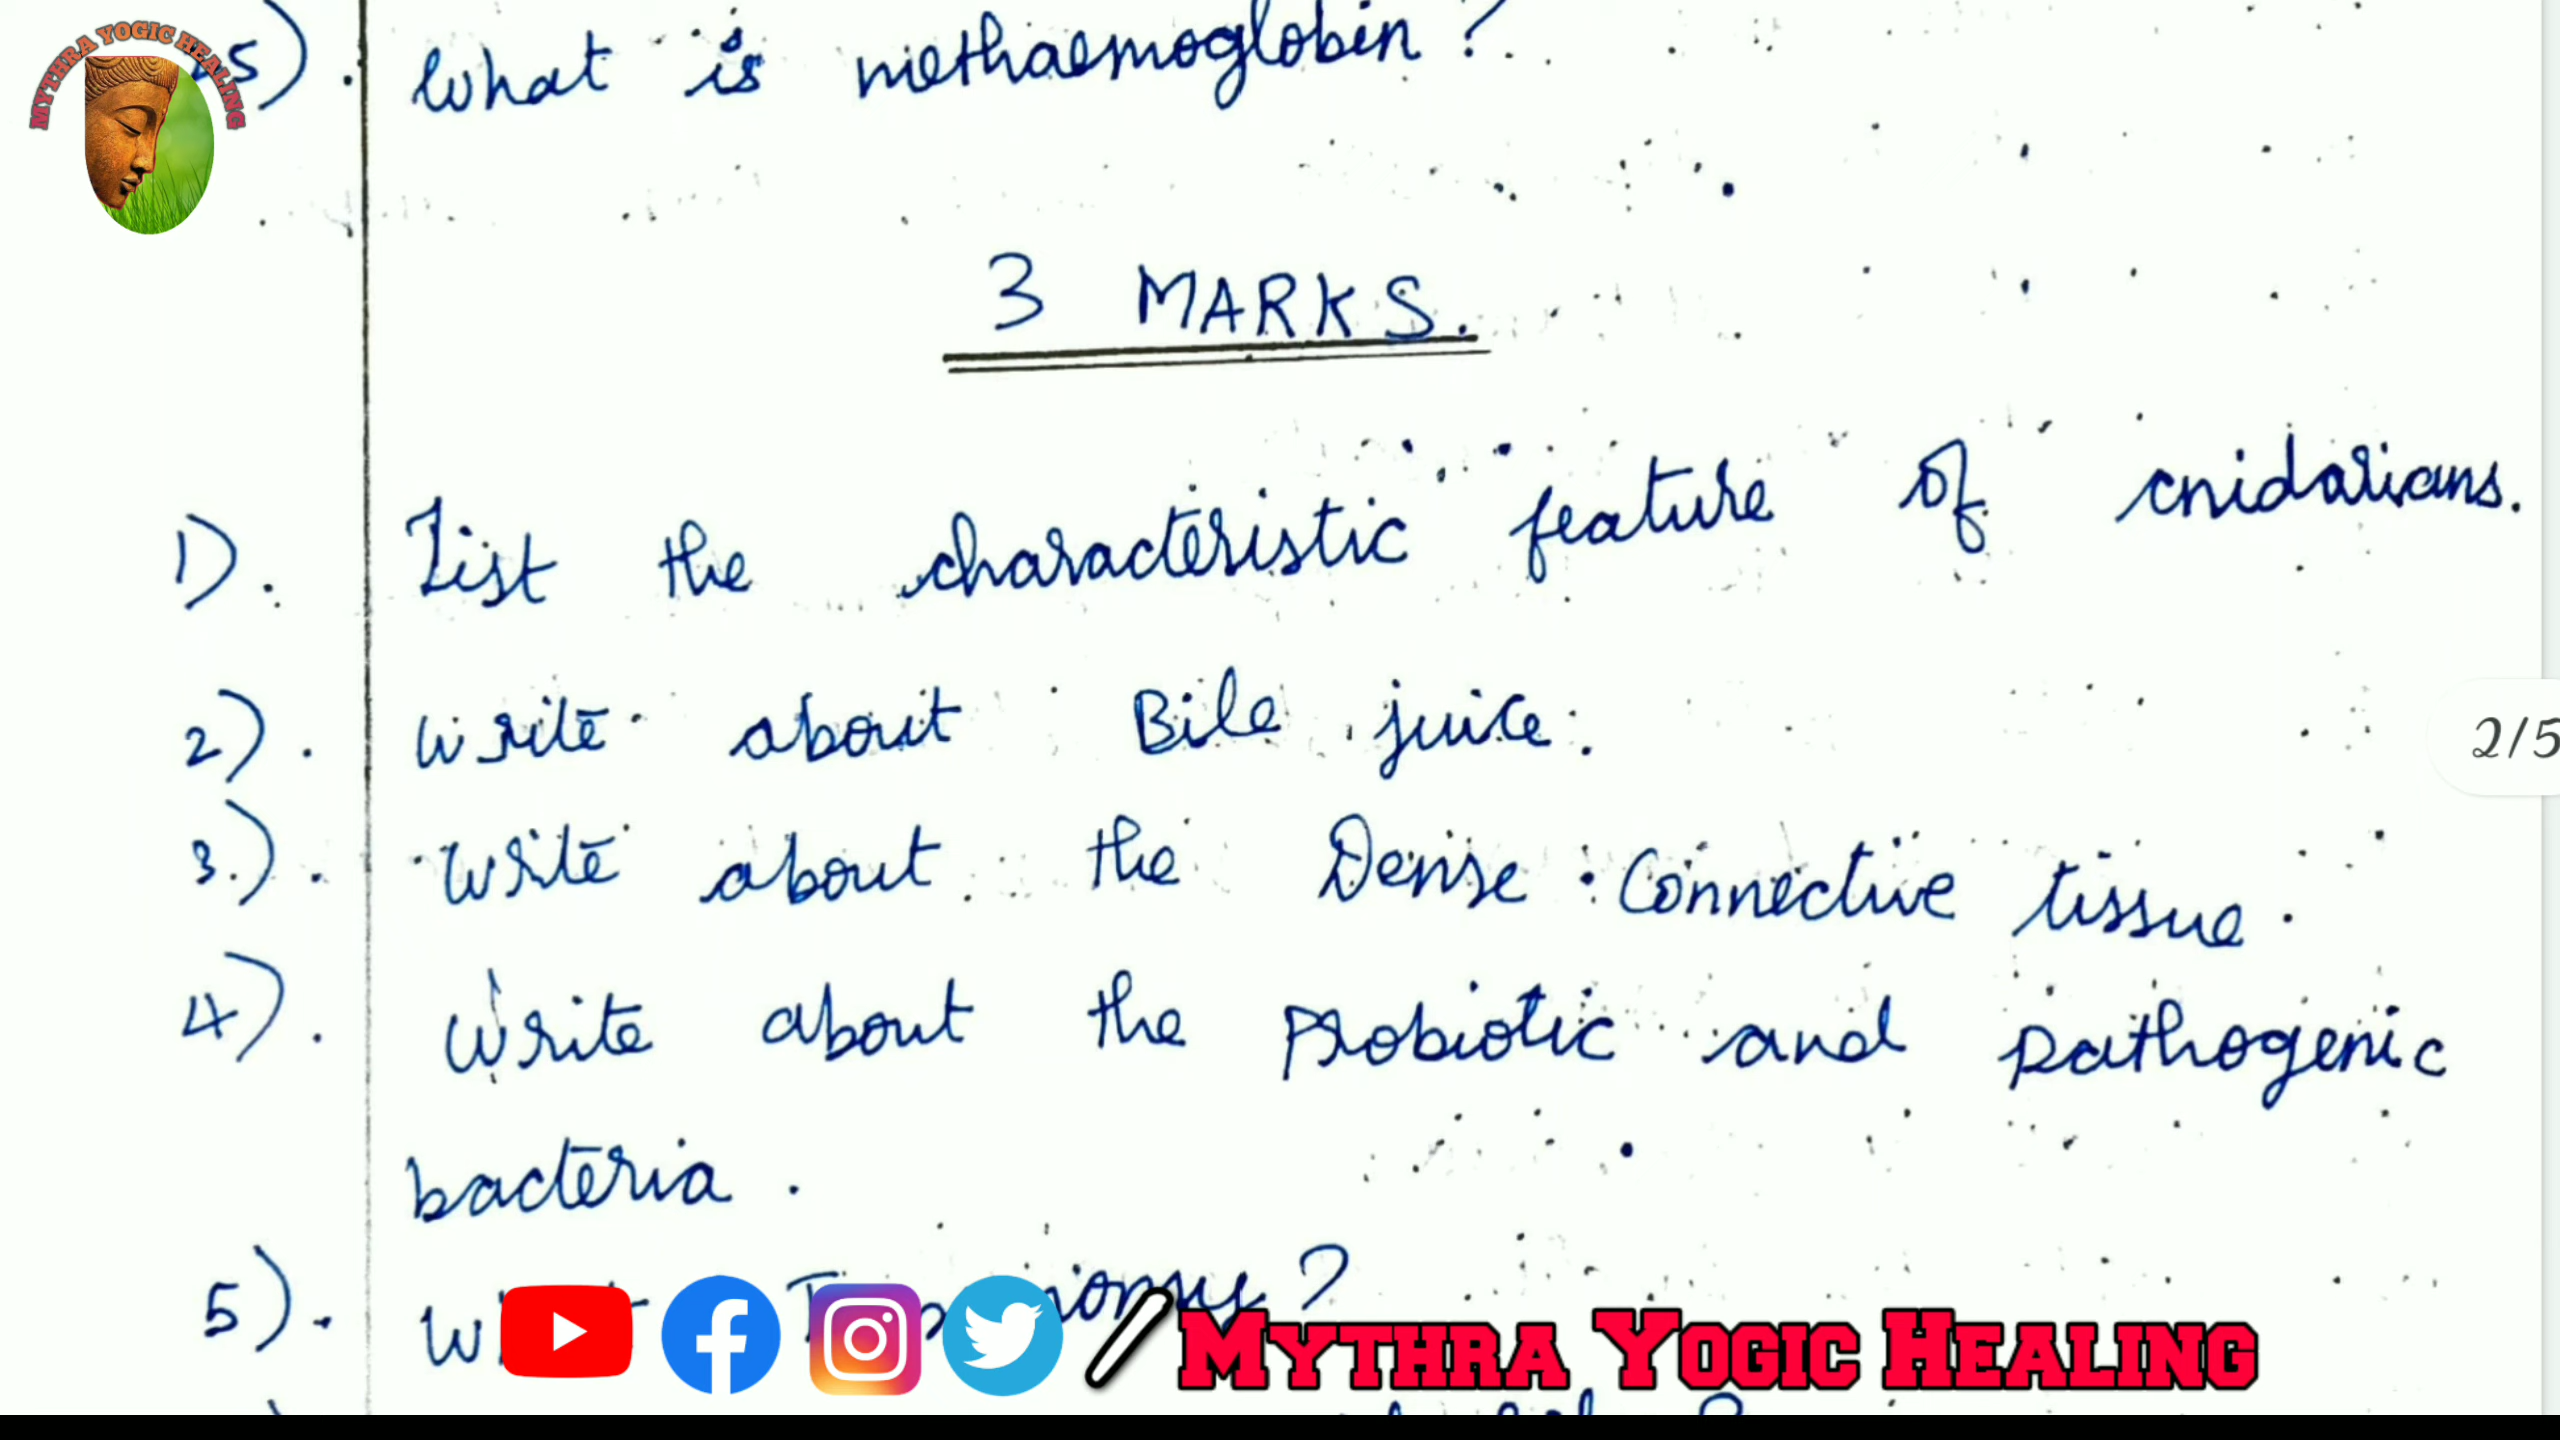 MYTHRA YOGIC HEALING
5). What is methaemoglobin?
3 MARKS.
1). List the characteristic feature of cnidarians.
2). Write about Bile juice.
3.). Write about the Dense Connective tissue.
4). Write about the probiotic and pathogenic
bacteria.
2/5
5).
MYTHRA YOGIC HEALING